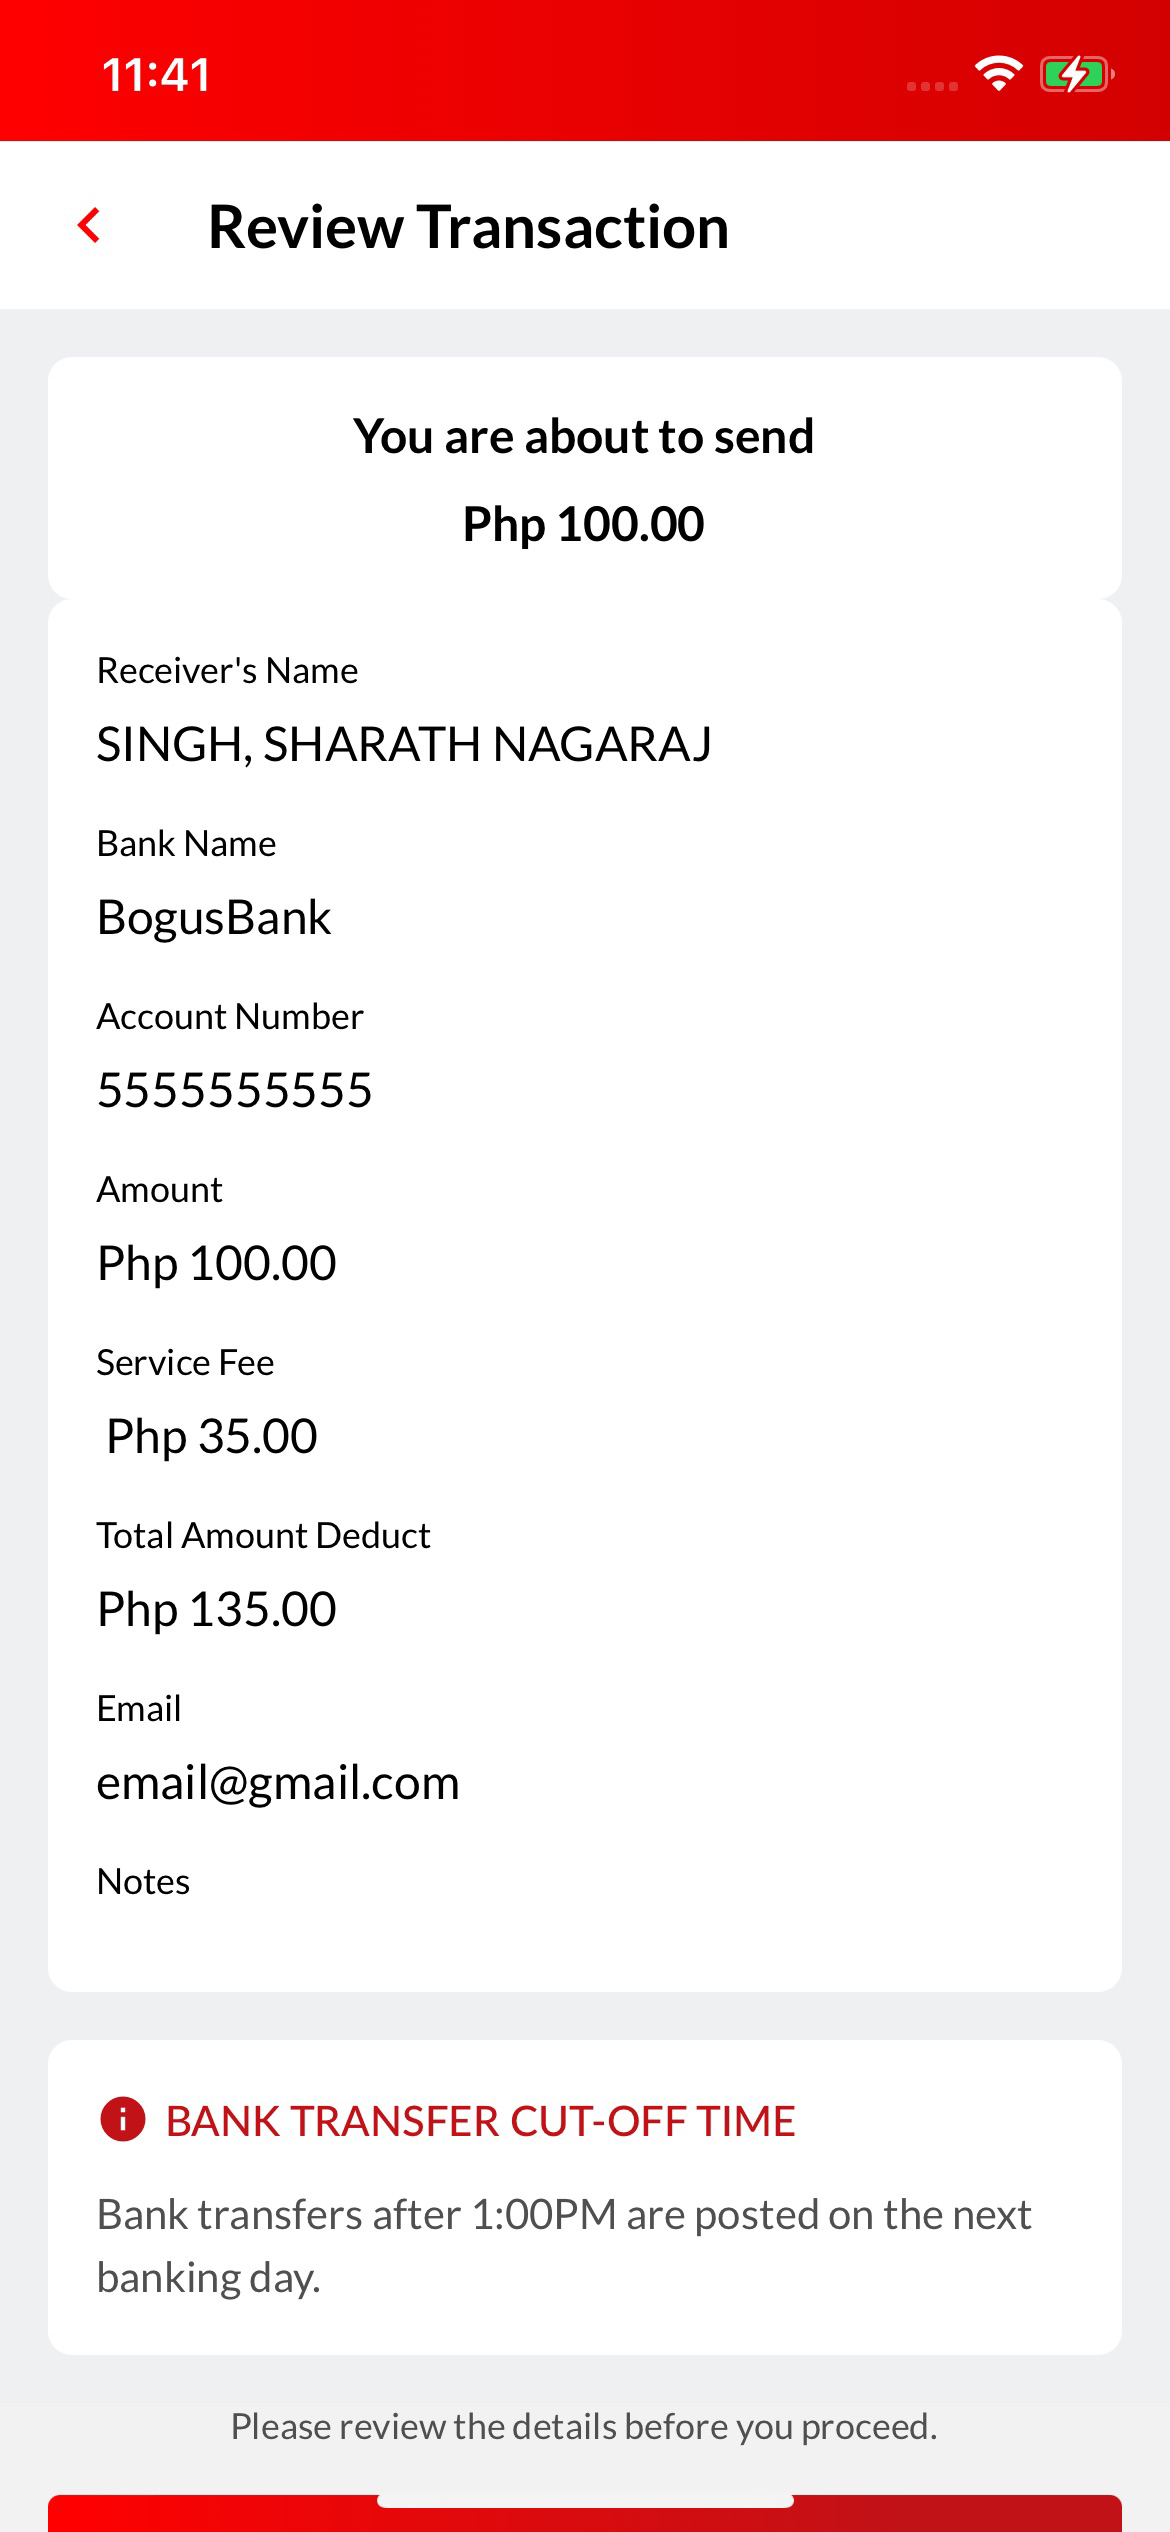 11:41
Review Transaction
You are about to send
Php 100.00
Receiver's Name
SINGH, SHARATH NAGARAJ
Bank Name
BogusBank
Account Number
5555555555
Amount
Php 100.00
Service Fee
Php 35.00
Total Amount Deduct
Php 135.00
Email
email@gmail.com
Notes
BANK TRANSFER CUT-OFF TIME
Bank transfers after 1:00PM are posted on the next
banking day.
Please review the details before you proceed.